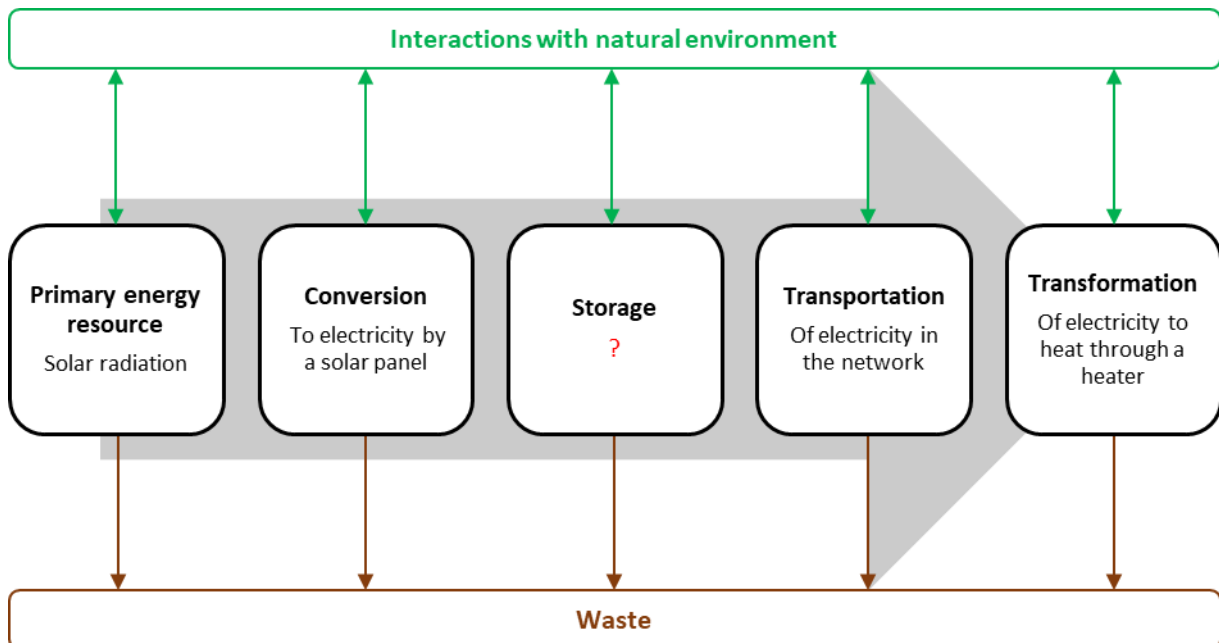 Interactions with natural environment
Primary energy
resource
Solar radiation
Conversion
To electricity by
a solar panel
Storage
?
Transportation
Of electricity in
the network
Transformation
Of electricity to
heat through a
heater
Waste